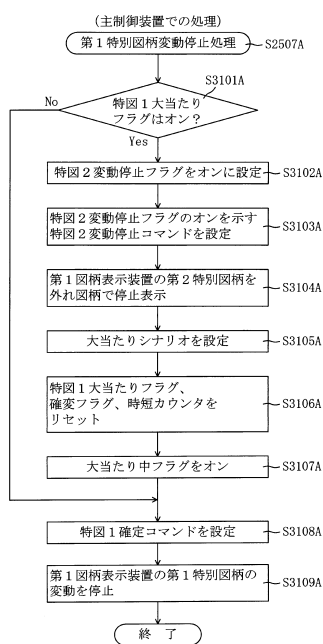 (主制御装置での処理)
第1特別図柄変動停止処理
S2507A
S3101A
特図1大当たり
フラグはオン?
No
Yes
特図2変動停止フラグをオンに設定
S3102A
特図2変動停止フラグのオンを示す
特図2変動停止コマンドを設定
S3103A
第1図柄表示装置の第2特別図柄を
外れ図柄で停止表示
S3104A
大当たりシナリオを設定
S3105A
特図1大当たりフラグ、
確変フラグ、時短カウンタを
リセット
S3106A
大当たり中フラグをオン
S3107A
特図1確定コマンドを設定
S3108A
第1図柄表示装置の第1特別図柄の
変動を停止
S3109A
終 了